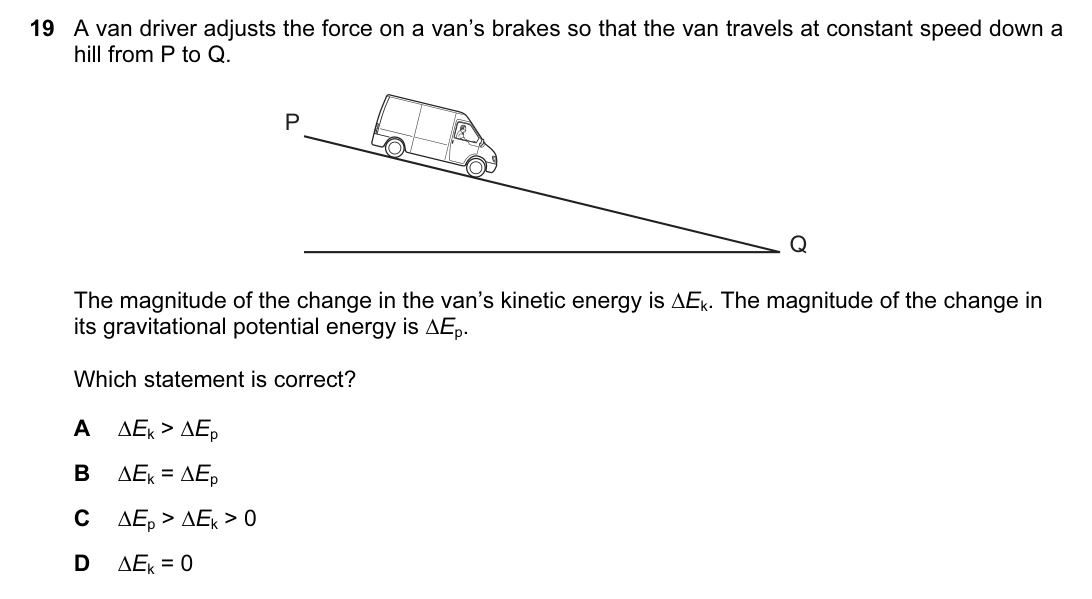 19 A van driver adjusts the force on a van’s brakes so that the van travels at constant speed down a
hill from P to Q.
P
Q
The magnitude of the change in the van’s kinetic energy is ΔEk. The magnitude of the change in
its gravitational potential energy is ΔEp.
Which statement is correct?
A ΔEk > ΔEp
B ΔEk = ΔEp
C ΔEp > ΔEk > 0
D ΔEk = 0